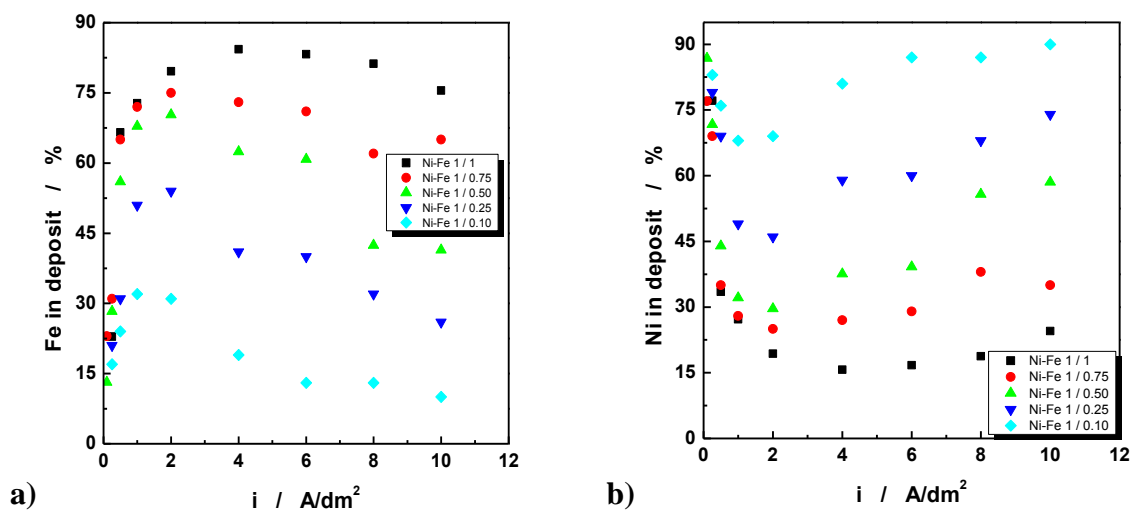 90
75
60
45
30
15
0
Fe in deposit / %
Ni-Fe 1 / 1
Ni-Fe 1 / 0.75
Ni-Fe 1 / 0.50
Ni-Fe 1 / 0.25
Ni-Fe 1 / 0.10
0 2 4 6 8 10 12
i / A/dm²
a)
90
75
60
45
30
15
0
Ni in deposit / %
Ni-Fe 1 / 1
Ni-Fe 1 / 0.75
Ni-Fe 1 / 0.50
Ni-Fe 1 / 0.25
Ni-Fe 1 / 0.10
0 2 4 6 8 10 12
i / A/dm²
b)